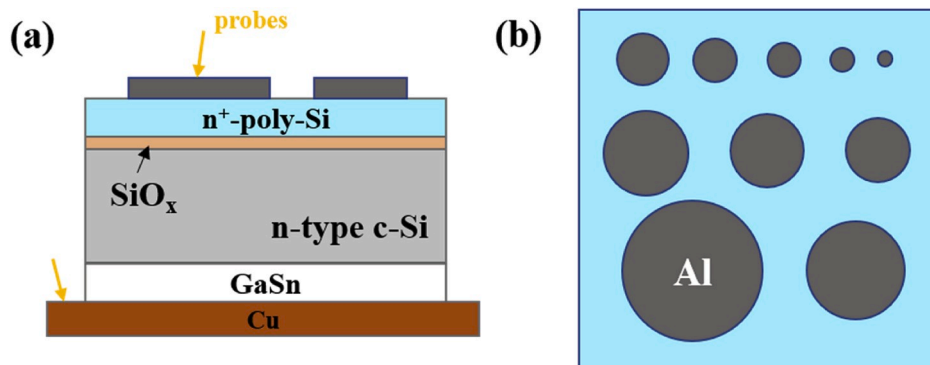 (a)
probes
n⁺-poly-Si
SiOₓ
n-type c-Si
GaSn
Cu
(b)
Al